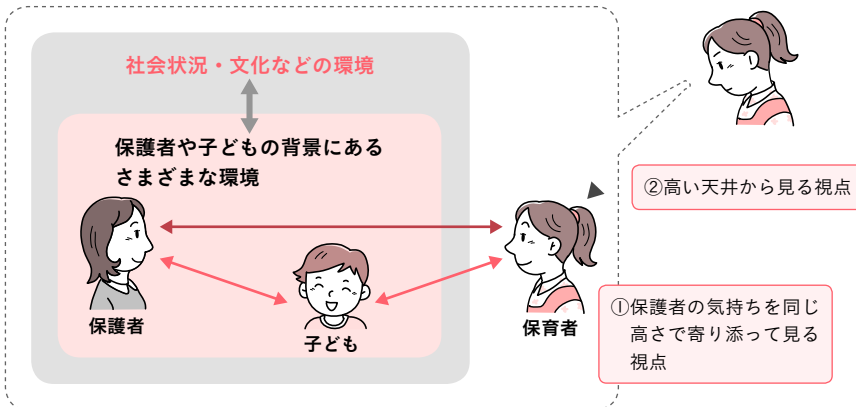 社会状況・文化などの環境
保護者や子どもの背景にある
さまざまな環境
保護者
子ども
保育者
②高い天井から見る視点
①保護者の気持ちを同じ
高さで寄り添って見る
視点